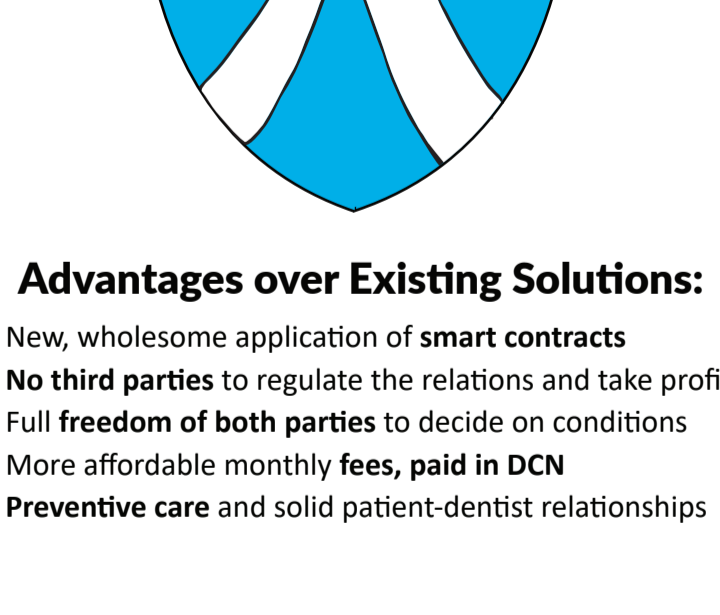 Advantages over Existing Solutions:
New, wholesome application of smart contracts
No third parties to regulate the relations and take profi
Full freedom of both parties to decide on conditions
More affordable monthly fees, paid in DCN
Preventive care and solid patient-dentist relationships